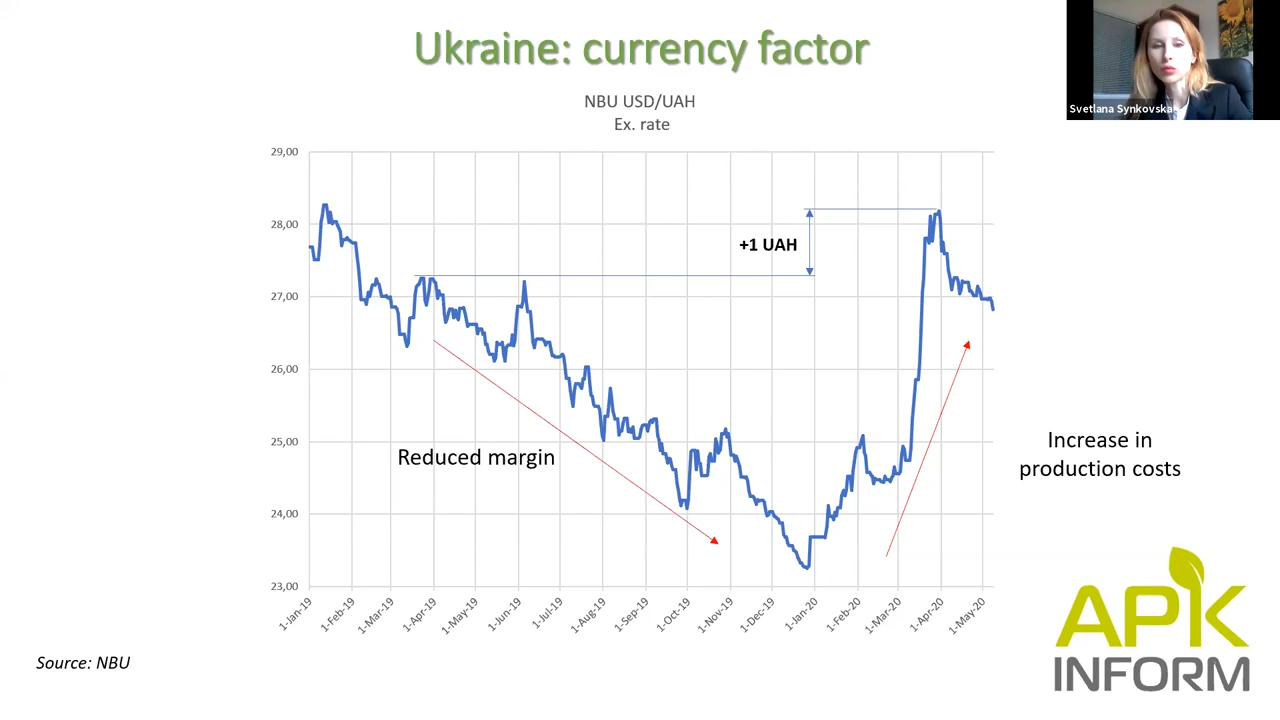 Ukraine: currency factor
Svetlana Synkovska
NBU USD/UAH
Ex. rate
29,00
28,00
27,00
26,00
25,00
24,00
23,00
+1 UAH
Reduced margin
Increase in
production costs
1-Jan-19
1-Feb-19
1-Mar-19
1-Apr-19
1-May-19
1-Jun-19
1-Jul-19
1-Aug-19
1-Sep-19
1-Oct-19
1-Nov-19
1-Dec-19
1-Jan-20
1-Feb-20
1-Mar-20
1-Apr-20
1-May-20
Source: NBU
APK
INFORM